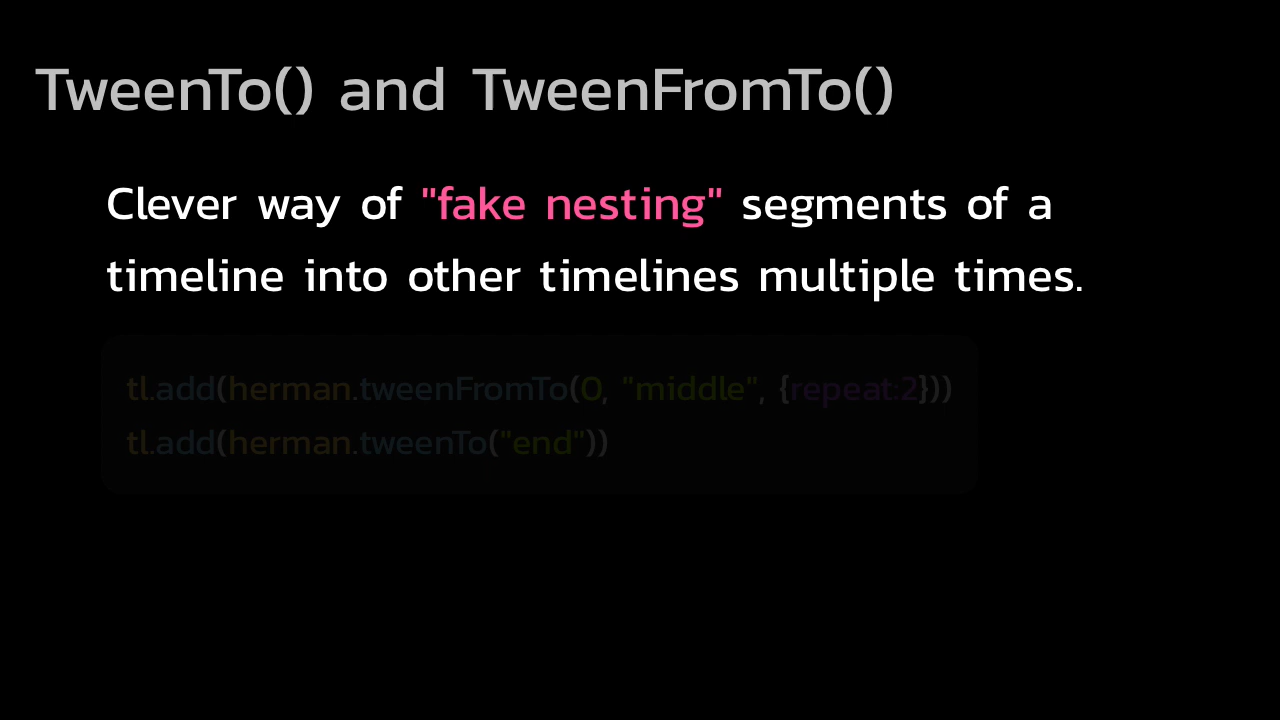 TweenTo() and TweenFromTo()
Clever way of "fake nesting" segments of a
timeline into other timelines multiple times.
tl.add(herman.tweenFromTo(0, "middle", {repeat:2}))
tl.add(herman.tweenTo("end"))